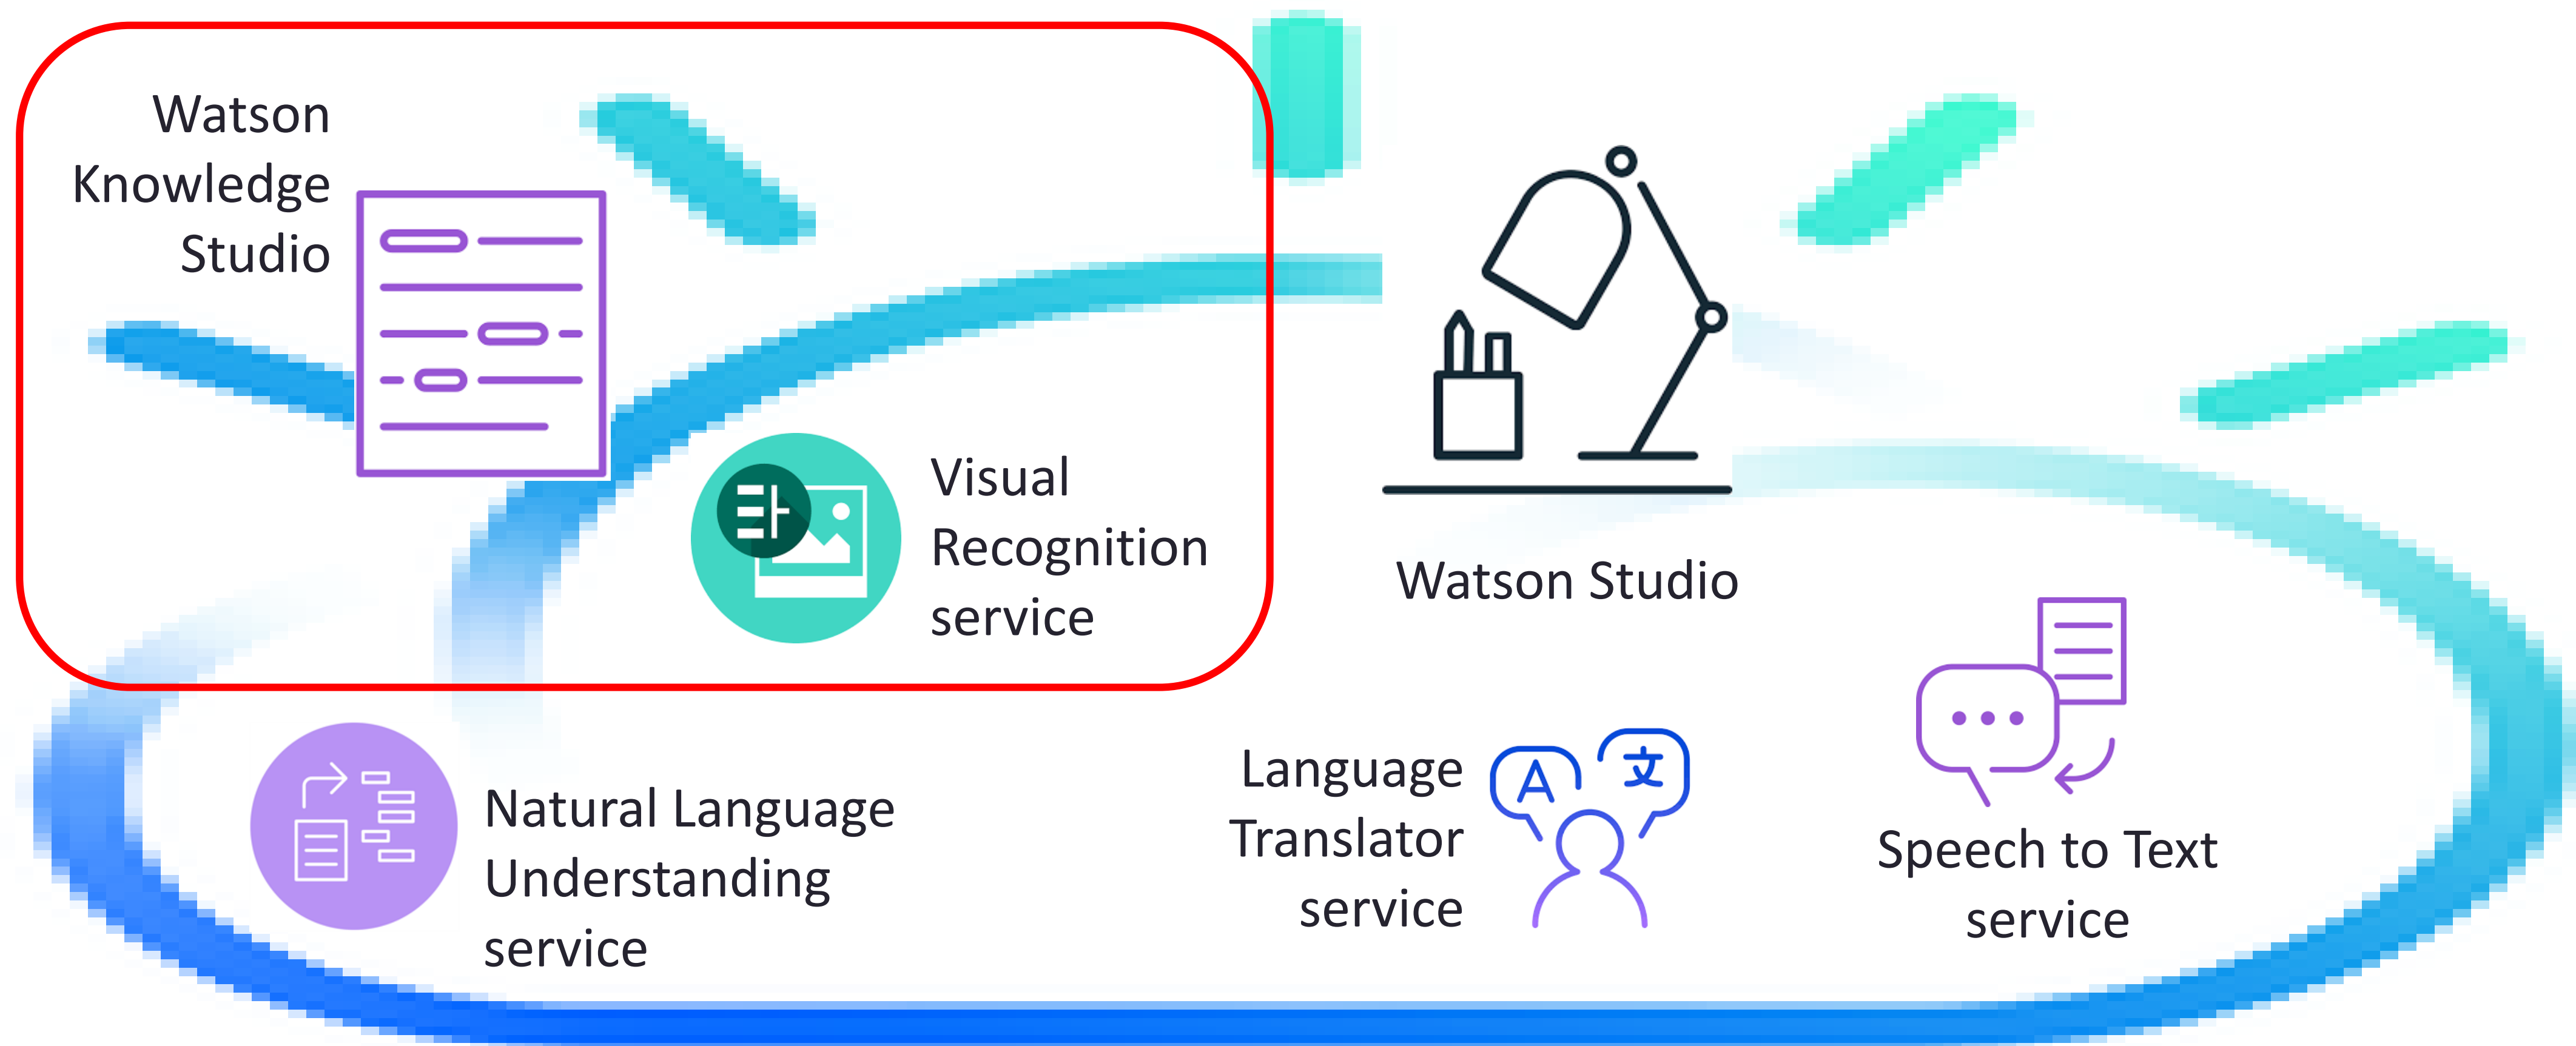 Watson
Knowledge
Studio
Visual
Recognition
service
Watson Studio
Natural Language
Understanding
service
Language
Translator
service
A 文
Speech to Text
service